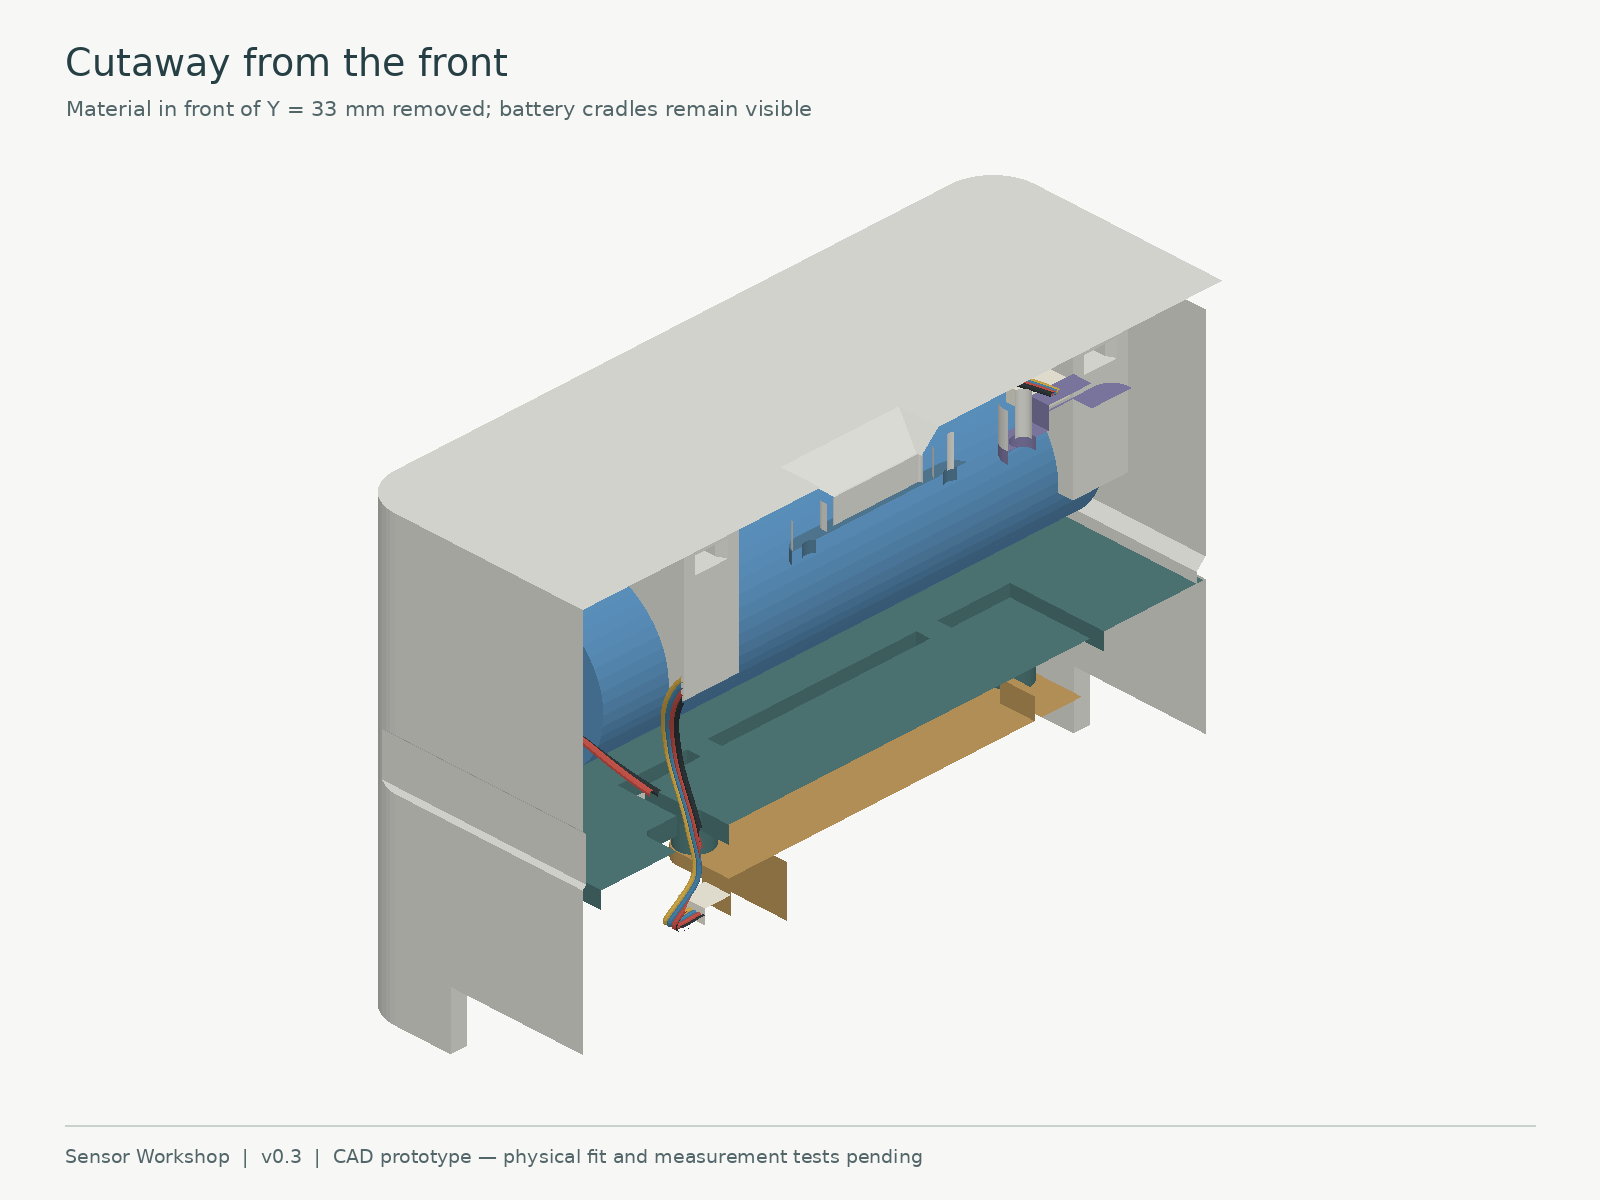 Cutaway from the front
Material in front of Y = 33 mm removed; battery cradles remain visible
Sensor Workshop | v0.3 | CAD prototype — physical fit and measurement tests pending